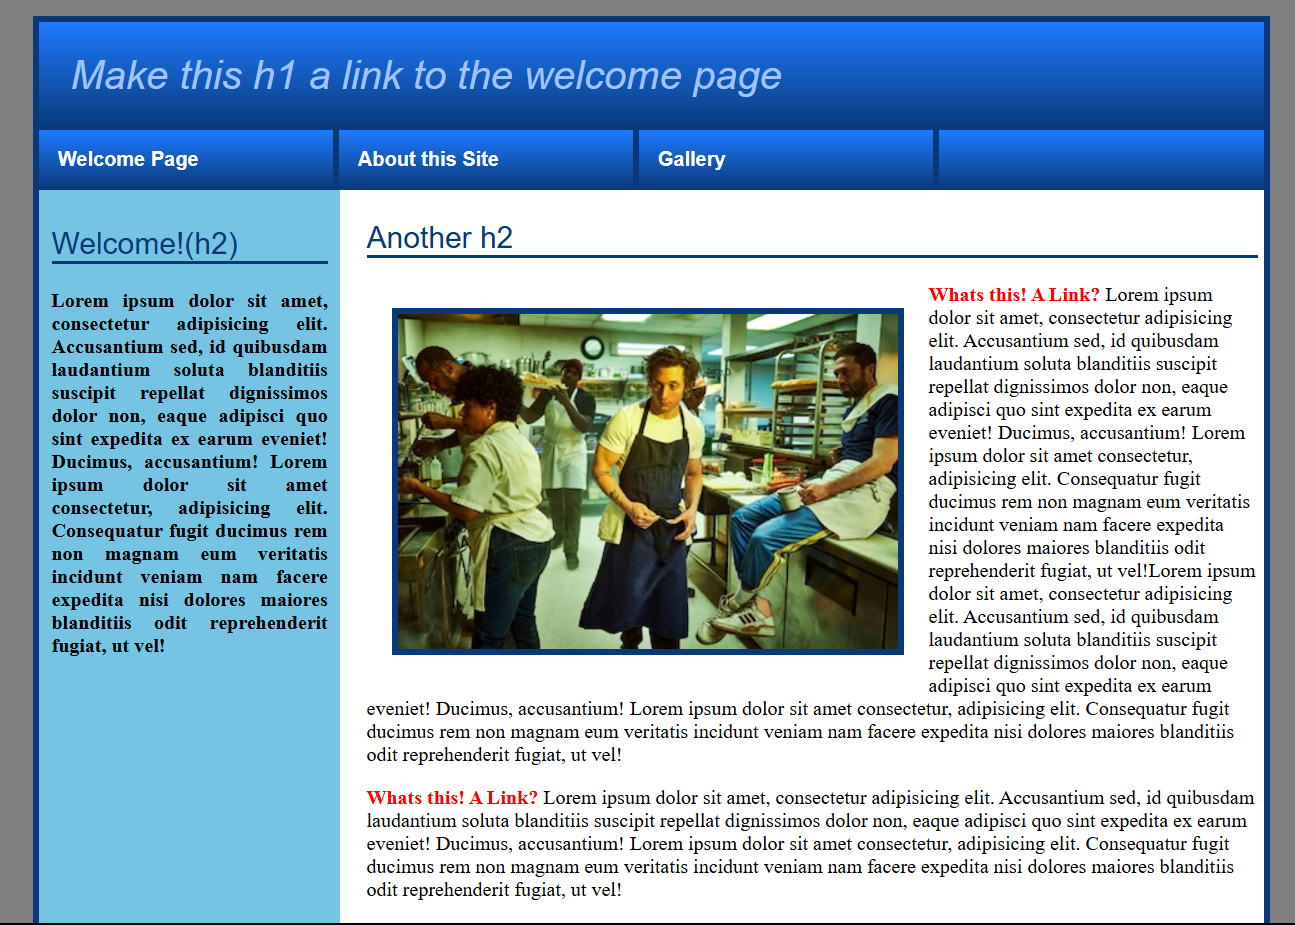 Make this h1 a link to the welcome page
Welcome Page
About this Site
Gallery
Welcome!(h2)
Lorem ipsum dolor sit amet,
consectetur adipisicing elit.
Accusantium sed, id quibusdam
laudantium soluta blanditiis
suscipit repellat dignissimos
dolor non, eaque adipisci quo
sint expedita ex earum eveniet!
Ducimus, accusantium! Lorem
ipsum dolor sit amet
consectetur, adipisicing elit.
Consequatur fugit ducimus rem
non magnam eum veritatis
incidunt veniam nam facere
expedita nisi dolores maiores
blanditiis odit reprehenderit
fugiat, ut vel!
Another h2
Whats this! A Link? Lorem ipsum
dolor sit amet, consectetur adipisicing
elit. Accusantium sed, id quibusdam
laudantium soluta blanditiis suscipit
repellat dignissimos dolor non, eaque
adipisci quo sint expedita ex earum
eveniet! Ducimus, accusantium! Lorem
ipsum dolor sit amet consectetur,
adipisicing elit. Consequatur fugit
ducimus rem non magnam eum veritatis
incidunt veniam nam facere expedita
nisi dolores maiores blanditiis odit
reprehenderit fugiat, ut vel!Lorem ipsum
dolor sit amet, consectetur adipisicing
elit. Accusantium sed, id quibusdam
laudantium soluta blanditiis suscipit
repellat dignissimos dolor non, eaque
adipisci quo sint expedita ex earum
eveniet! Ducimus, accusantium! Lorem ipsum dolor sit amet consectetur, adipisicing elit. Consequatur fugit
ducimus rem non magnam eum veritatis incidunt veniam nam facere expedita nisi dolores maiores blanditiis
odit reprehenderit fugiat, ut vel!
Whats this! A Link? Lorem ipsum dolor sit amet, consectetur adipisicing elit. Accusantium sed, id quibusdam
laudantium soluta blanditiis suscipit repellat dignissimos dolor non, eaque adipisci quo sint expedita ex earum
eveniet! Ducimus, accusantium! Lorem ipsum dolor sit amet consectetur, adipisicing elit. Consequatur fugit
ducimus rem non magnam eum veritatis incidunt veniam nam facere expedita nisi dolores maiores blanditiis
odit reprehenderit fugiat, ut vel!